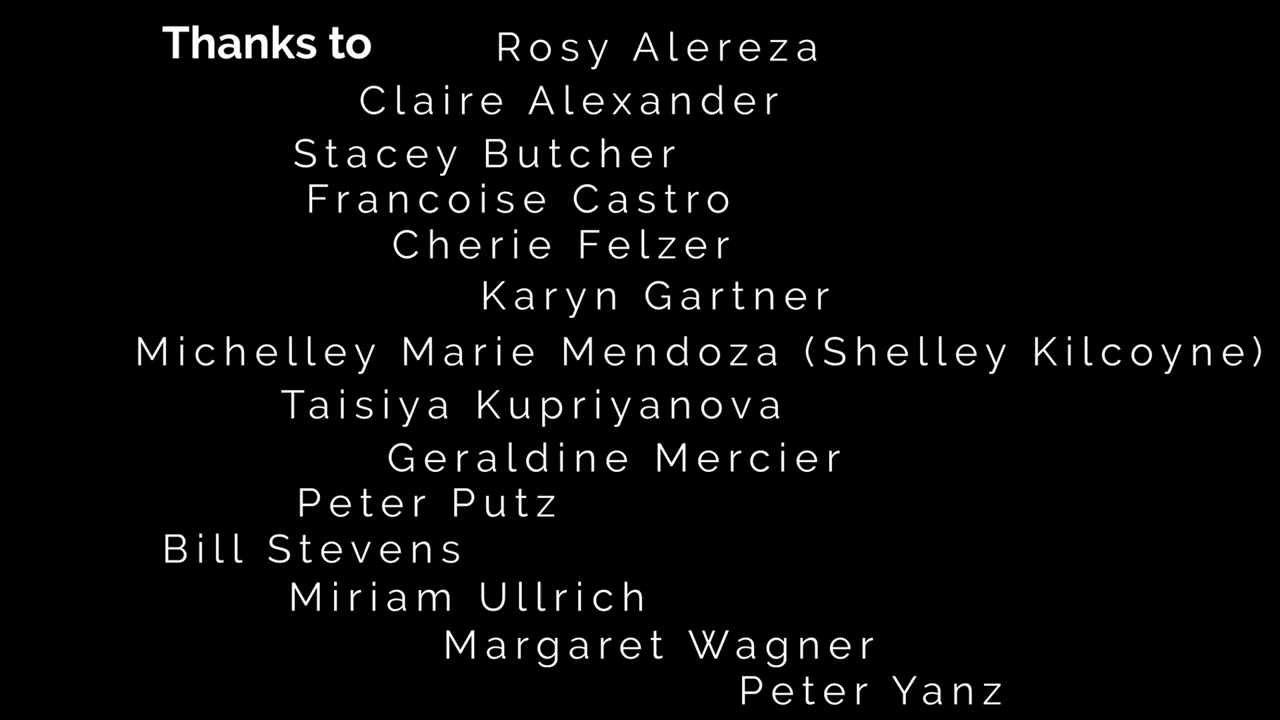 Thanks to Rosy Alereza
Claire Alexander
Stacey Butcher
Francoise Castro
Cherie Felzer
Karyn Gartner
Michelley Marie Mendoza (Shelley Kilcoyne)
Taisiya Kupriyanova
Geraldine Mercier
Peter Putz
Bill Stevens
Miriam Ullrich
Margaret Wagner
Peter Yanz